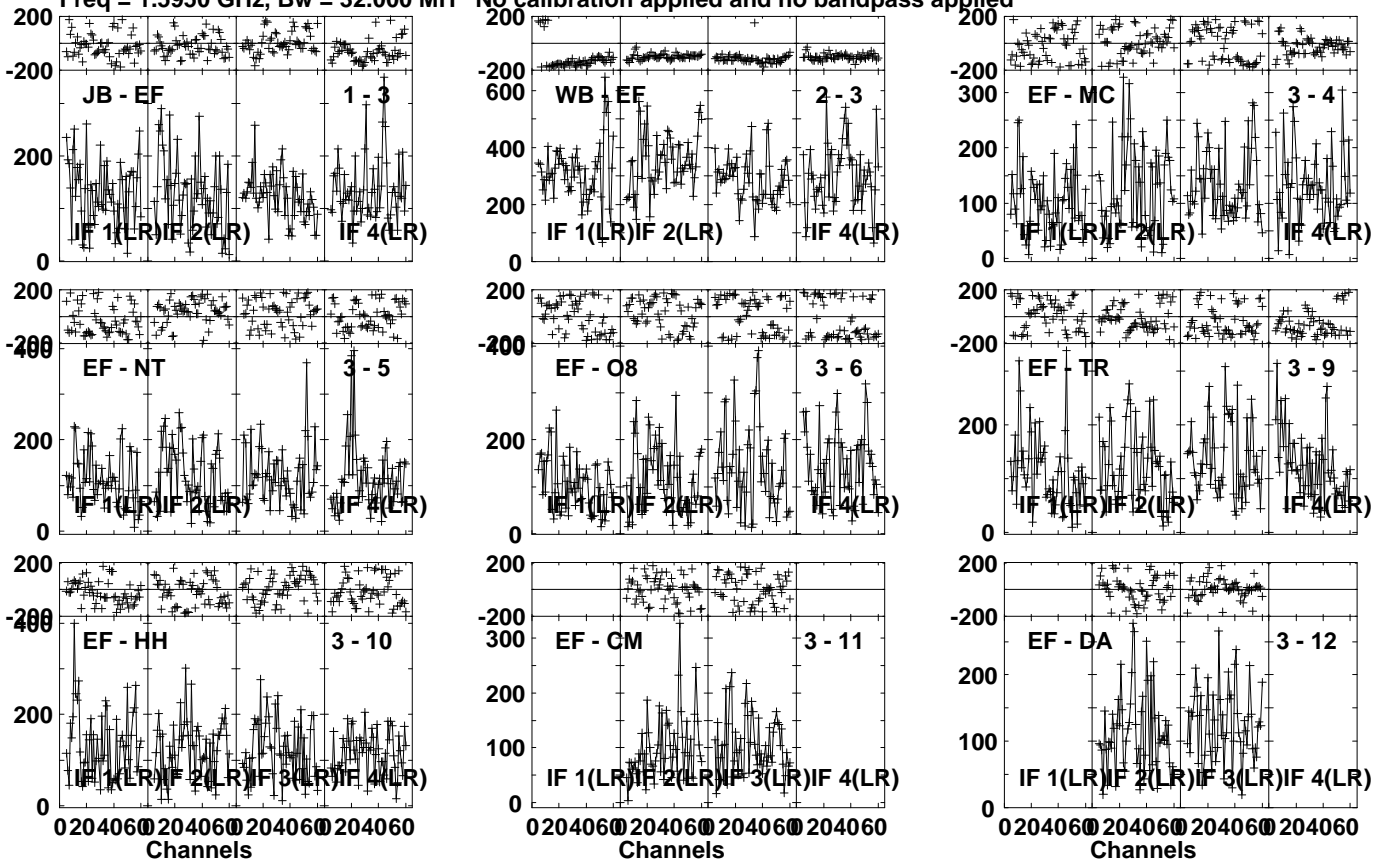 Freq = 1.5950 GHz, Bw = 32.000 MH No calibration applied and no bandpass applied
200
-200
JB - EF 1 - 3
200
0
IF 1(LR) IF 2(LR) IF 4(LR)
-200
600
WB - EF 2 - 3
400
200
0
IF 1(LR) IF 2(LR) IF 4(LR)
200
-200
300
EF - MC 3 - 4
200
100
0
IF 1(LR) IF 2(LR) IF 4(LR)
200
-200
400
EF - NT 3 - 5
200
0
IF 1(LR) IF 2(LR) IF 4(LR)
200
-200
400
EF - O8 3 - 6
200
0
IF 1(LR) IF 2(LR) IF 4(LR)
200
-200
EF - TR 3 - 9
200
0
IF 1(LR) IF 2(LR) IF 4(LR)
200
-200
400
EF - HH 3 - 10
200
0
IF 1(LR) IF 2(LR) IF 3(LR) IF 4(LR)
0 20 40 60 0 20 40 60 0 20 40 60 0 20 40 60
Channels
200
-200
300
EF - CM 3 - 11
200
100
0
IF 1(LR) IF 2(LR) IF 3(LR) IF 4(LR)
0 20 40 60 0 20 40 60 0 20 40 60 0 20 40 60
Channels
200
-200
EF - DA 3 - 12
200
100
0
IF 1(LR) IF 2(LR) IF 3(LR) IF 4(LR)
0 20 40 60 0 20 40 60 0 20 40 60 0 20 40 60
Channels